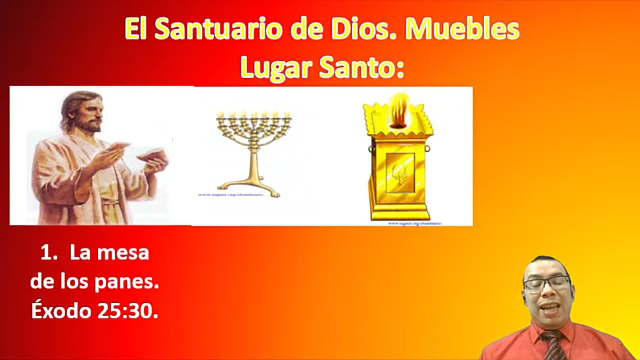 El Santuario de Dios. Muebles
Lugar Santo:
1. La mesa
de los panes.
Éxodo 25:30.